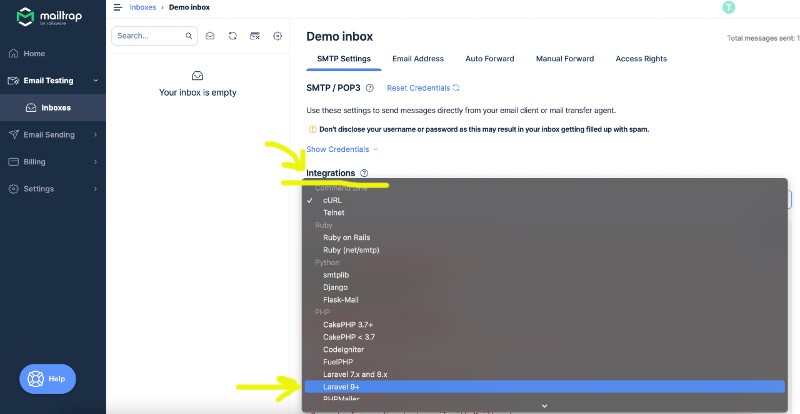 mailtrap
by railsware
Inboxes › Demo inbox
T
Search...
Demo inbox
Total messages sent: 1
Home
Email Testing
Inboxes
Email Sending
Billing
Settings
Your inbox is empty
SMTP Settings Email Address Auto Forward Manual Forward Access Rights
SMTP / POP3 Reset Credentials
Use these settings to send messages directly from your email client or mail transfer agent.
Don't disclose your username or password as this may result in your inbox getting filled up with spam.
Show Credentials
Integrations
Command Line
✓ cURL
Telnet
Ruby
Ruby on Rails
Ruby (net/smtp)
Python
smtplib
Django
Flask-Mail
PHP
CakePHP 3.7+
CakePHP < 3.7
CodeIgniter
FuelPHP
Laravel 7.x and 8.x
Laravel 9+
PHPMailer
Help